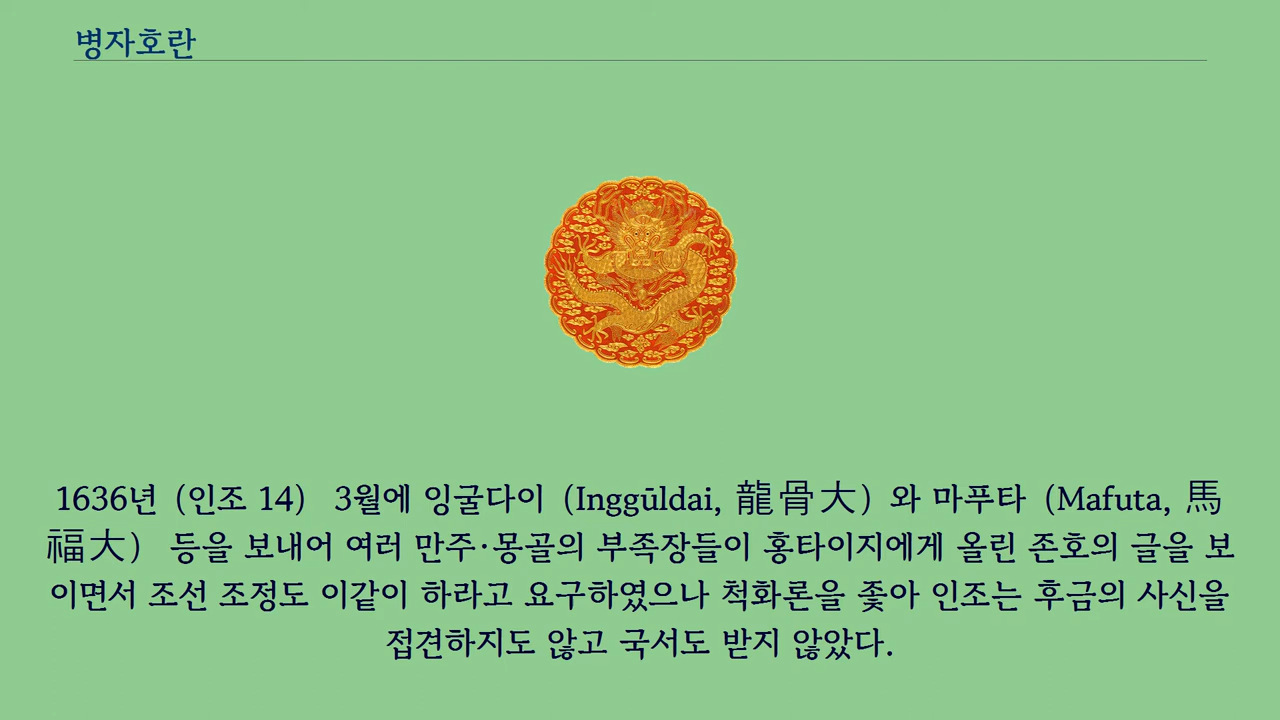 병자호란
1636년 (인조 14) 3월에 잉굴다이 (Inggūldai, 龍骨大) 와 마푸타 (Mafuta, 馬
福大) 등을 보내어 여러 만주·몽골의 부족장들이 홍타이지에게 올린 존호의 글을 보
이면서 조선 조정도 이같이 하라고 요구하였으나 척화론을 좇아 인조는 후금의 사신을
접견하지도 않고 국서도 받지 않았다.